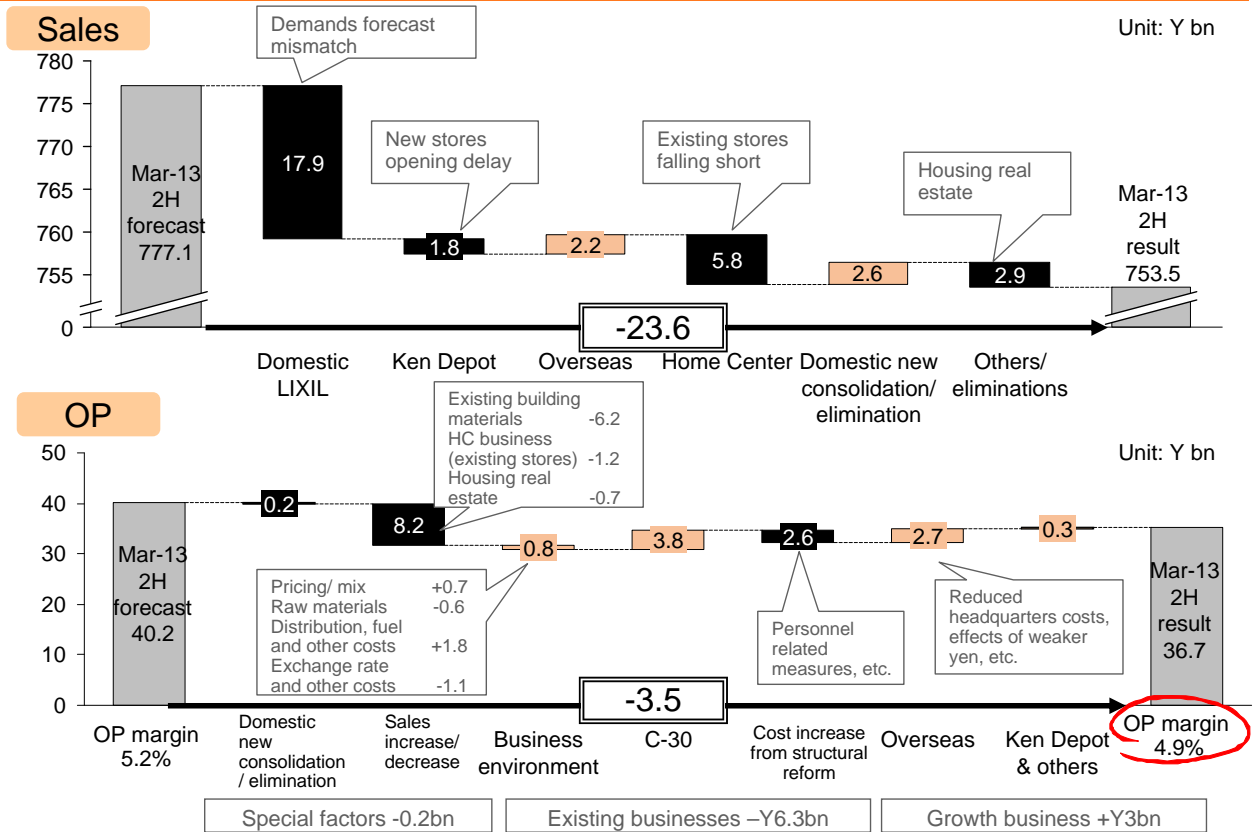 Sales
Unit: Y bn
Demands forecast
mismatch
780
775
770
765
760
755
0
Mar-13
2H
forecast
777.1
17.9
New stores
opening delay
1.8
2.2
Existing stores
falling short
5.8
2.6
Housing real
estate
2.9
Mar-13
2H
result
753.5
-23.6
Domestic
LIXIL
Ken Depot
Overseas
Home Center
Domestic new
consolidation/
elimination
Others/
eliminations
OP
Unit: Y bn
50
40
30
20
10
0
Mar-13
2H
forecast
40.2
0.2
8.2
Existing building
materials -6.2
HC business
(existing stores) -1.2
Housing real
estate -0.7
0.8
3.8
2.6
2.7
0.3
Pricing/ mix +0.7
Raw materials -0.6
Distribution, fuel
and other costs +1.8
Exchange rate
and other costs -1.1
Personnel
related
measures, etc.
Reduced
headquarters costs,
effects of weaker
yen, etc.
Mar-13
2H
result
36.7
-3.5
OP margin
5.2%
Domestic
new
consolidation
/ elimination
Sales
increase/
decrease
Business
environment
C-30
Cost increase
from structural
reform
Overseas
Ken Depot
& others
OP margin
4.9%
Special factors -0.2bn
Existing businesses –Y6.3bn
Growth business +Y3bn